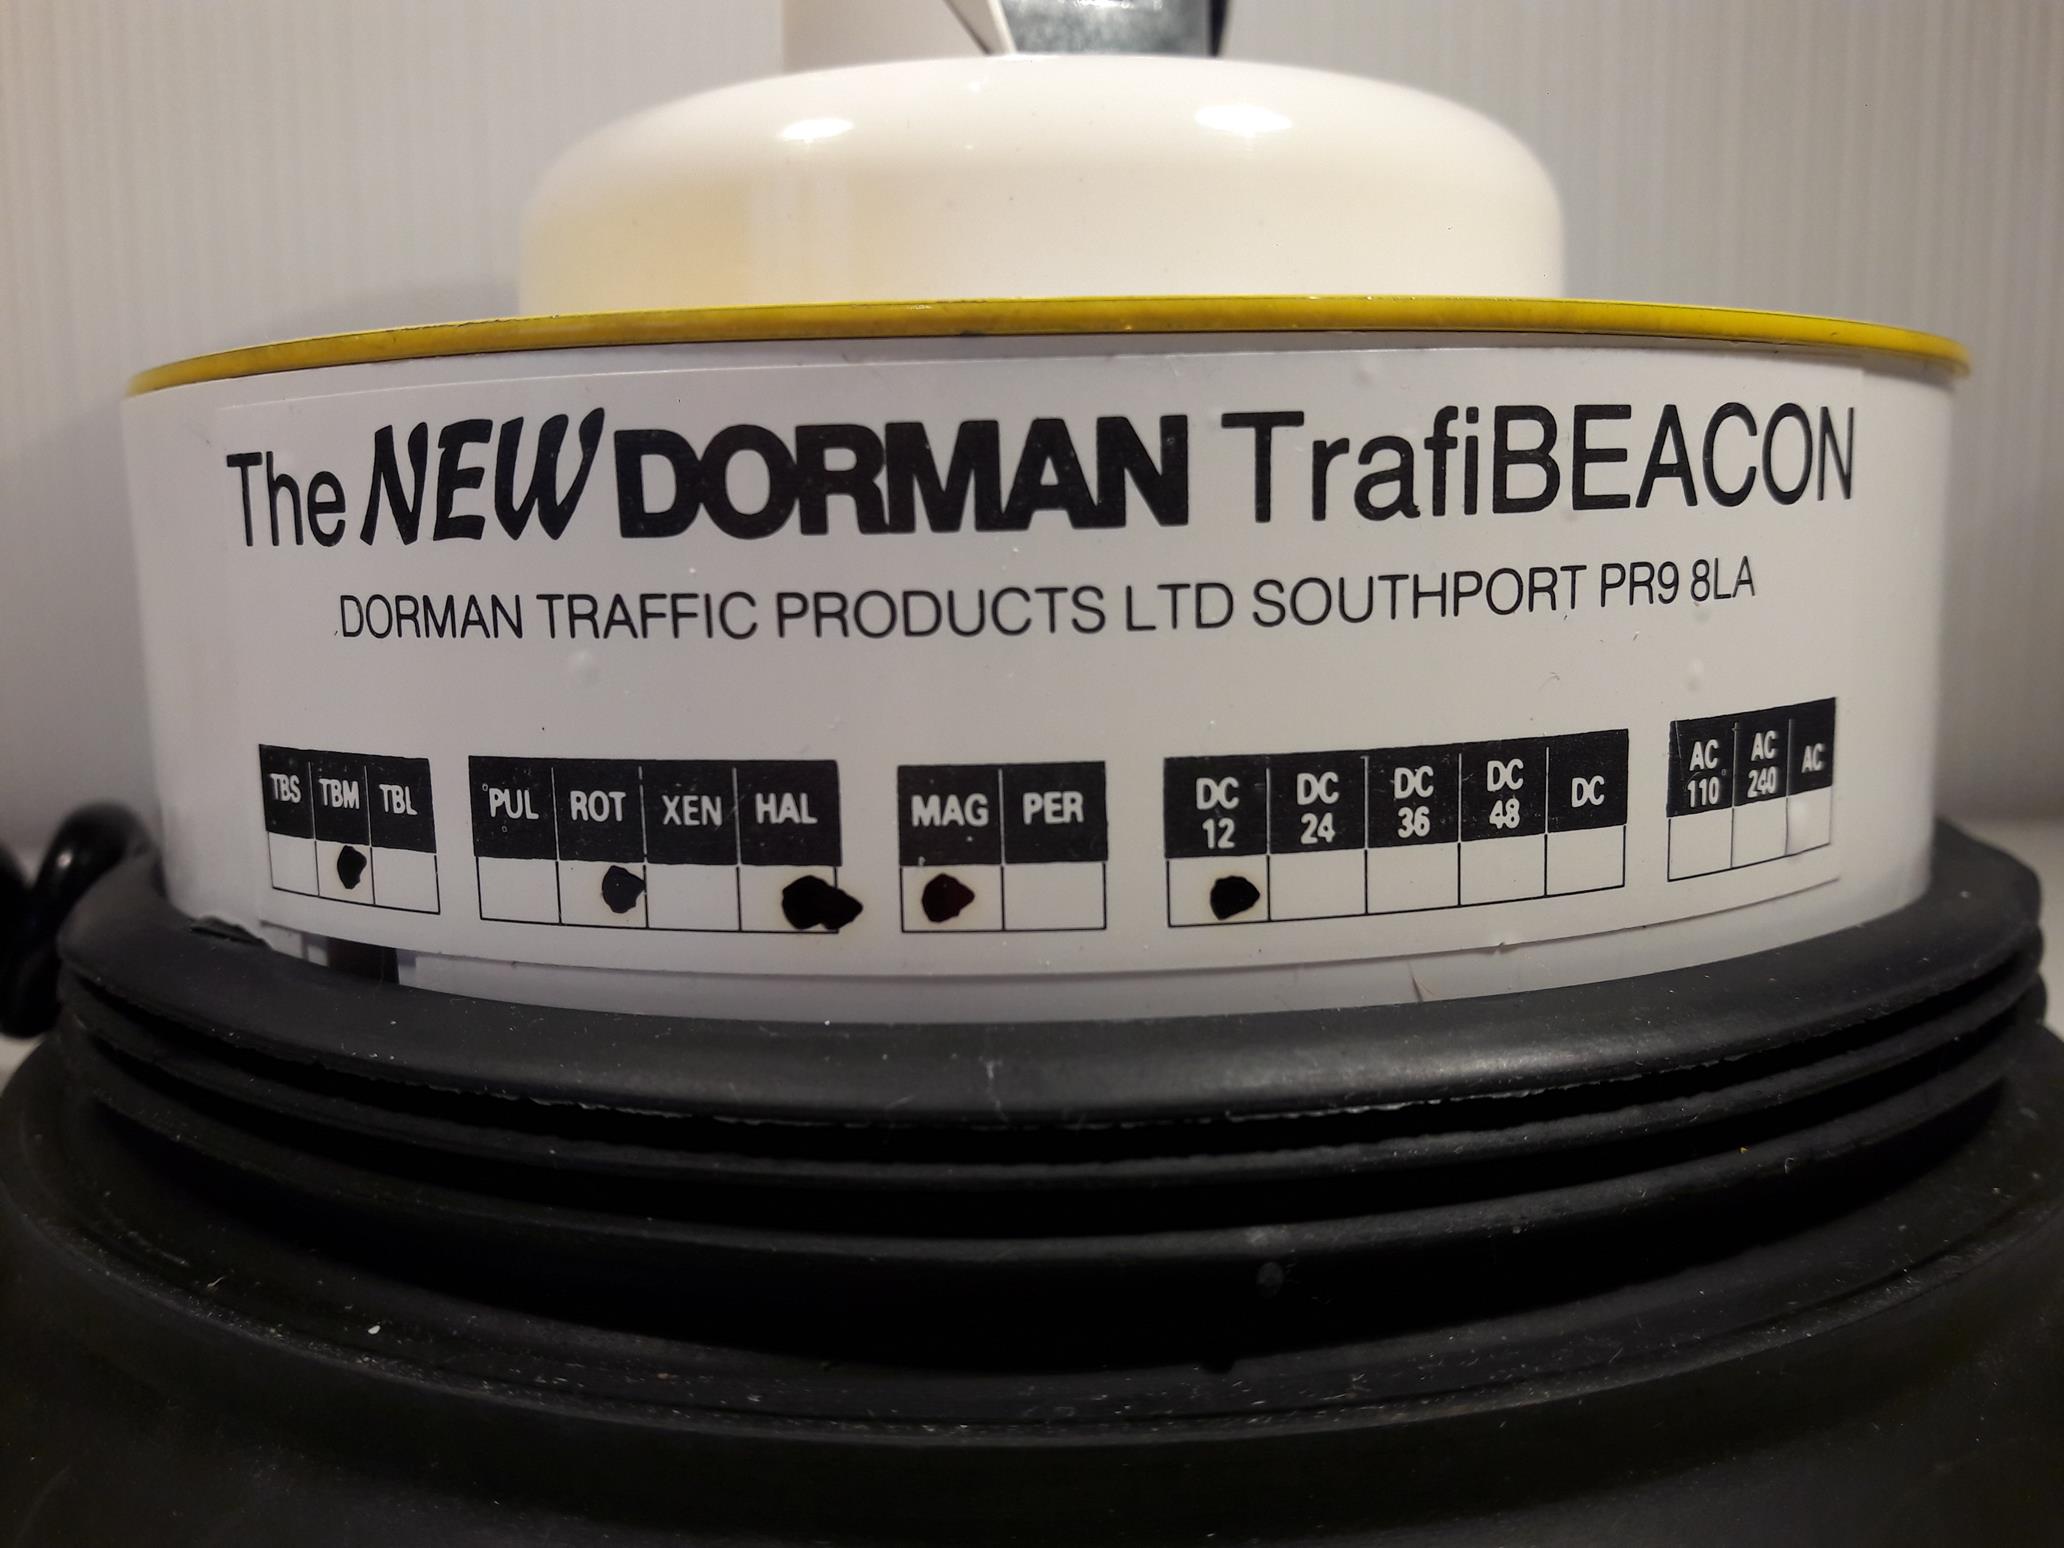 The NEW DORMAN TrafiBEACON
DORMAN TRAFFIC PRODUCTS LTD SOUTHPORT PR9 8LA
TBS TBM TBL PUL ROT XEN HAL MAG PER DC 12 DC 24 DC 36 DC 48 DC AC 110 AC 240 AC